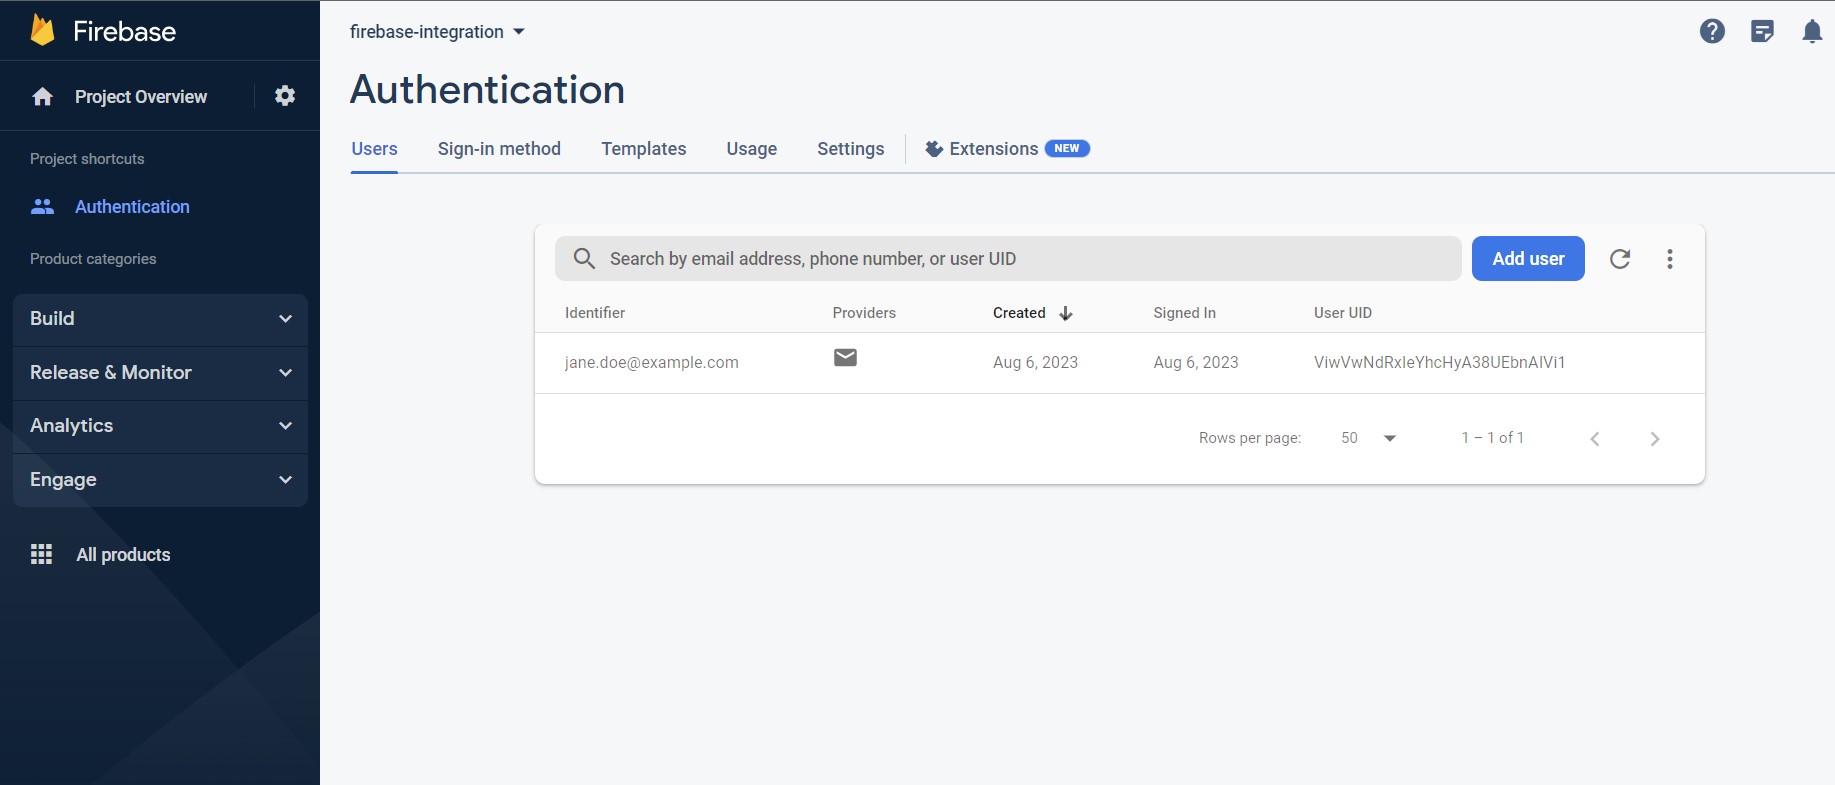 Firebase
Project Overview
Project shortcuts
Authentication
Product categories
Build
Release & Monitor
Analytics
Engage
All products
firebase-integration
Authentication
Users Sign-in method Templates Usage Settings Extensions NEW
Search by email address, phone number, or user UID Add user
Identifier Providers Created Signed In User UID
jane.doe@example.com Aug 6, 2023 Aug 6, 2023 ViwVwNdRxIeYhcHyA38UEbnAlVi1
Rows per page: 50 1 – 1 of 1